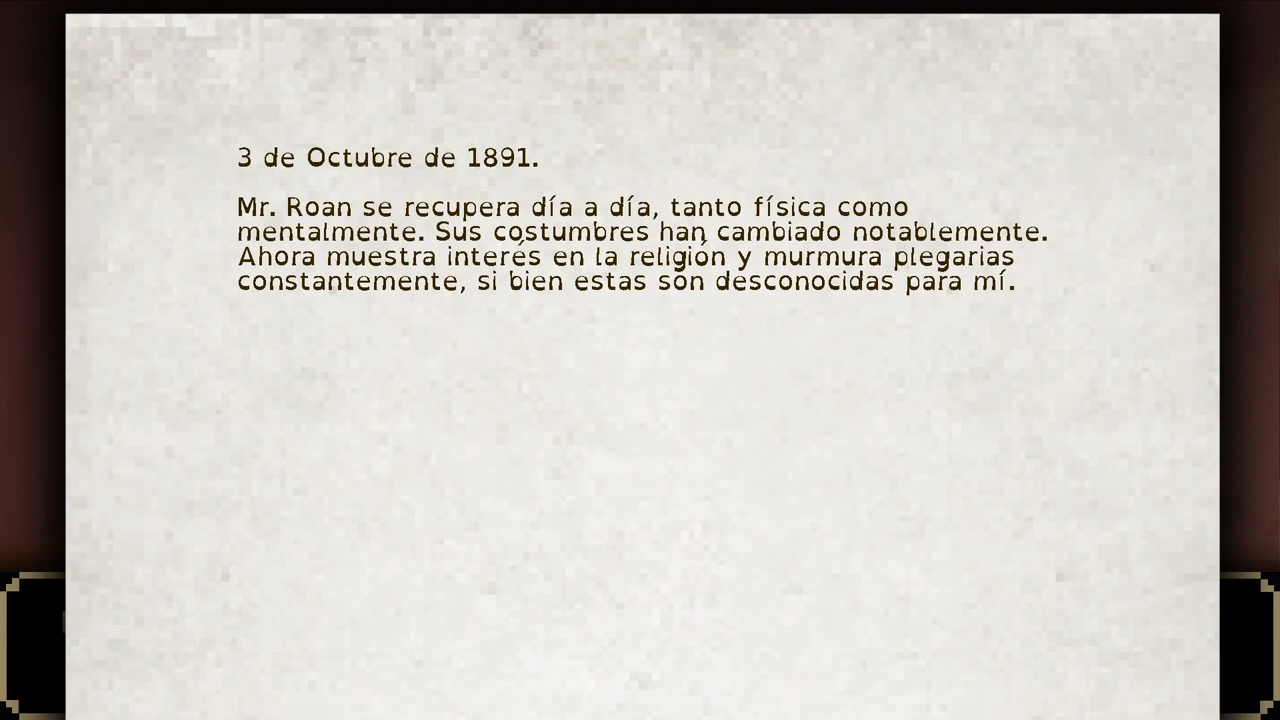 3 de Octubre de 1891.
Mr. Roan se recupera día a día, tanto física como
mentalmente. Sus costumbres han cambiado notablemente.
Ahora muestra interés en la religión y murmura plegarias
constantemente, si bien estas son desconocidas para mí.